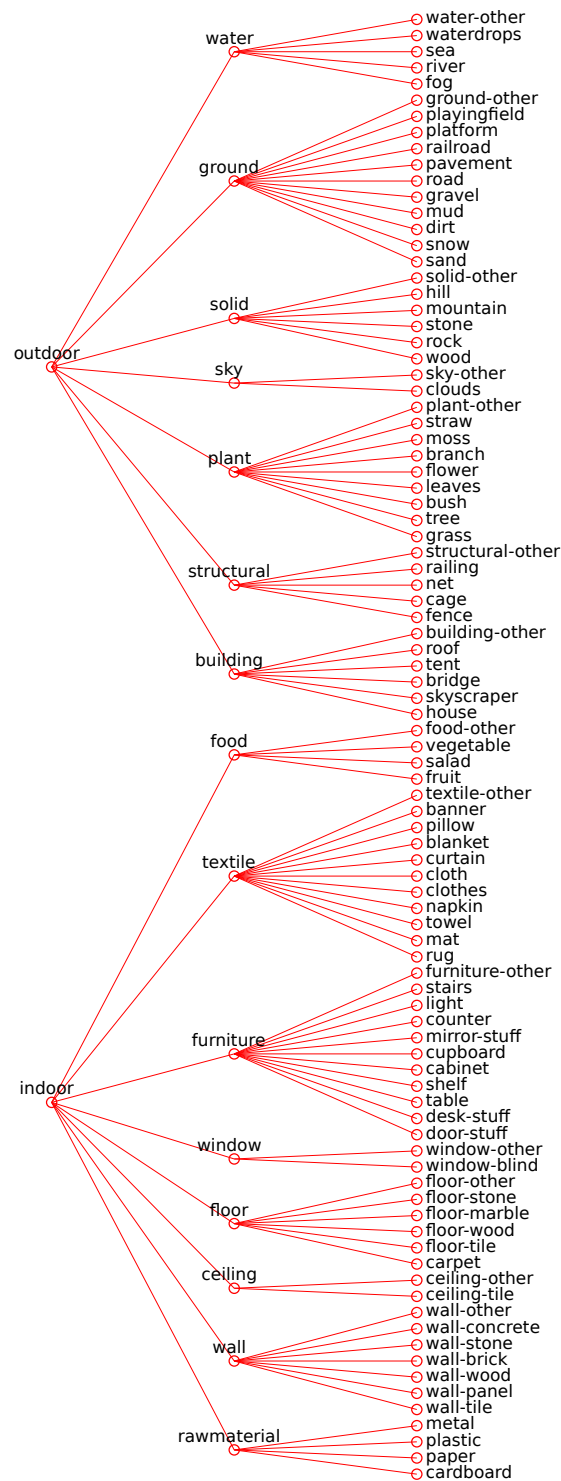 outdoor
water
water-other
waterdrops
sea
river
fog
ground
ground-other
playingfield
platform
railroad
pavement
road
gravel
mud
dirt
snow
sand
solid
solid-other
hill
mountain
stone
rock
wood
sky
sky-other
clouds
plant
plant-other
straw
moss
branch
flower
leaves
bush
tree
grass
structural
structural-other
railing
net
cage
fence
building
building-other
roof
tent
bridge
skyscraper
house
indoor
food
food-other
vegetable
salad
fruit
textile
textile-other
banner
pillow
blanket
curtain
cloth
clothes
napkin
towel
mat
rug
furniture
furniture-other
stairs
light
counter
mirror-stuff
cupboard
cabinet
shelf
table
desk-stuff
door-stuff
window
window-other
window-blind
floor
floor-other
floor-stone
floor-marble
floor-wood
floor-tile
carpet
ceiling
ceiling-other
ceiling-tile
wall
wall-other
wall-concrete
wall-stone
wall-brick
wall-wood
wall-panel
wall-tile
rawmaterial
metal
plastic
paper
cardboard